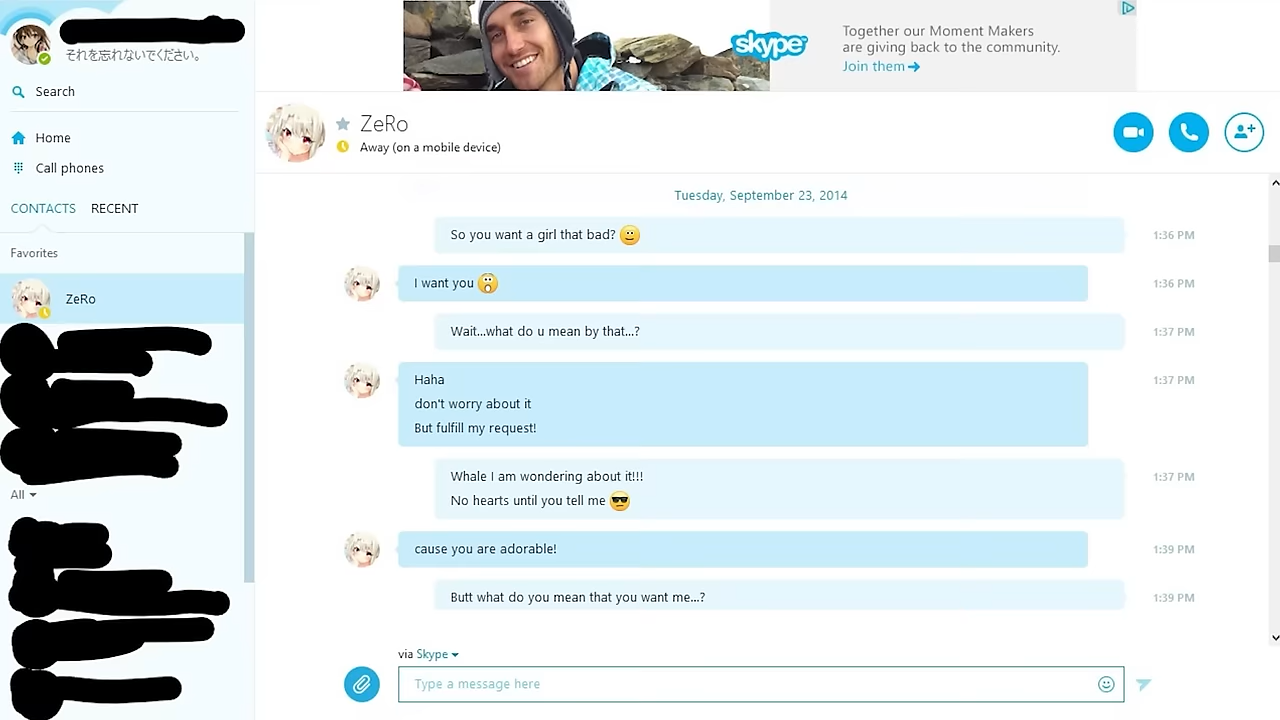 それを忘れないでください。
Search
Home
Call phones
CONTACTS RECENT
Favorites
ZeRo
All
skype
Together our Moment Makers
are giving back to the community.
Join them
ZeRo
Away (on a mobile device)
Tuesday, September 23, 2014
So you want a girl that bad? 1:36 PM
I want you 1:36 PM
Wait...what do u mean by that...? 1:37 PM
Haha 1:37 PM
don't worry about it
But fulfill my request!
Whale I am wondering about it!!! 1:37 PM
No hearts until you tell me
cause you are adorable! 1:39 PM
Butt what do you mean that you want me...? 1:39 PM
via Skype
Type a message here